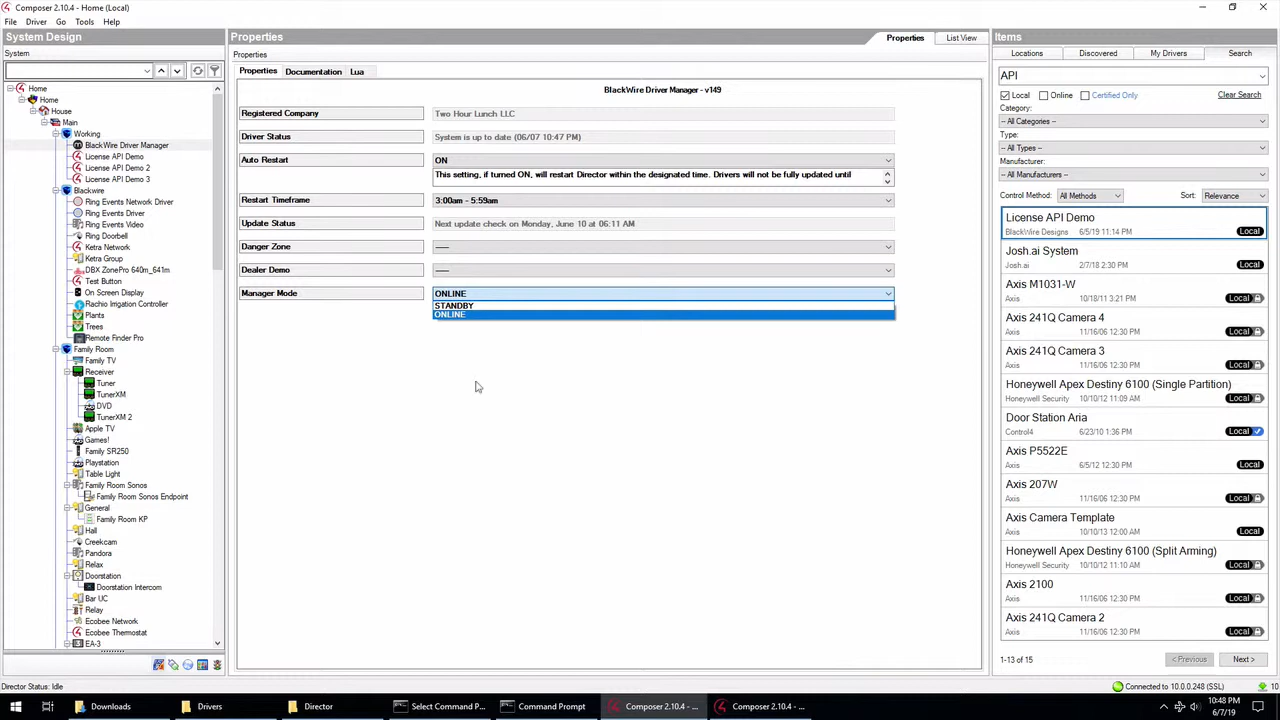 Composer 2.10.4 - Home (Local)
File Driver Go Tools Help
System Design
System
Home
Home
House
Main
Working
BlackWire Driver Manager
License API Demo
License API Demo 2
License API Demo 3
Blackwire
Ring Events Network Driver
Ring Events Driver
Ring Events Video
Ring Doorbell
Ketra Network
Ketra Group
DBX ZonePro 640m_641m
Test Button
On Screen Display
Rachio Irrigation Controller
Plants
Trees
Remote Finder Pro
Family Room
Family TV
Receiver
Tuner
TunerXM
DVD
TunerXM 2
Apple TV
Games!
Family SR250
Playstation
Table Light
Family Room Sonos
Family Room Sonos Endpoint
General
Family Room KP
Hall
Creekcam
Pandora
Relax
Doorstation
Doorstation Intercom
Bar UC
Relay
Ecobee Network
Ecobee Thermostat
EA-3
Director Status: Idle
Properties
Properties List View
Properties
Properties Documentation Lua
BlackWire Driver Manager - v149
Registered Company Two Hour Lunch LLC
Driver Status System is up to date (06/07 10:47 PM)
Auto Restart ON
This setting, if turned ON, will restart Director within the designated time. Drivers will not be fully updated until
Restart Timeframe 3:00am - 5:59am
Update Status Next update check on Monday, June 10 at 06:11 AM
Danger Zone -----
Dealer Demo -----
Manager Mode ONLINE
STANDBY
ONLINE
Items
Locations Discovered My Drivers Search
API
Local Online Certified Only Clear Search
Category:
-- All Categories --
Type:
-- All Types --
Manufacturer:
-- All Manufacturers --
Control Method: All Methods Sort: Relevance
License API Demo
BlackWire Designs 6/5/19 11:14 PM Local
Josh.ai System
Josh.ai 2/7/18 2:30 PM Local
Axis M1031-W
Axis 10/18/11 3:21 PM Local
Axis 241Q Camera 4
Axis 11/16/06 12:30 PM Local
Axis 241Q Camera 3
Axis 11/16/06 12:30 PM Local
Honeywell Apex Destiny 6100 (Single Partition)
Honeywell Security 10/10/12 11:09 AM Local
Door Station Aria
Control4 6/23/10 1:36 PM Local
Axis P5522E
Axis 6/5/12 12:30 PM Local
Axis 207W
Axis 11/16/06 12:30 PM Local
Axis Camera Template
Axis 10/10/13 12:00 AM Local
Honeywell Apex Destiny 6100 (Split Arming)
Honeywell Security 10/10/12 11:10 AM Local
Axis 2100
Axis 11/16/06 12:30 PM Local
Axis 241Q Camera 2
Axis 11/16/06 12:30 PM Local
1-13 of 15 < Previous Next >
Connected to 10.0.0.248 (SSL) 10
Downloads Drivers Director Select Command P... Command Prompt Composer 2.10.4 - ... Composer 2.10.4 - ...
10:48 PM
6/7/19